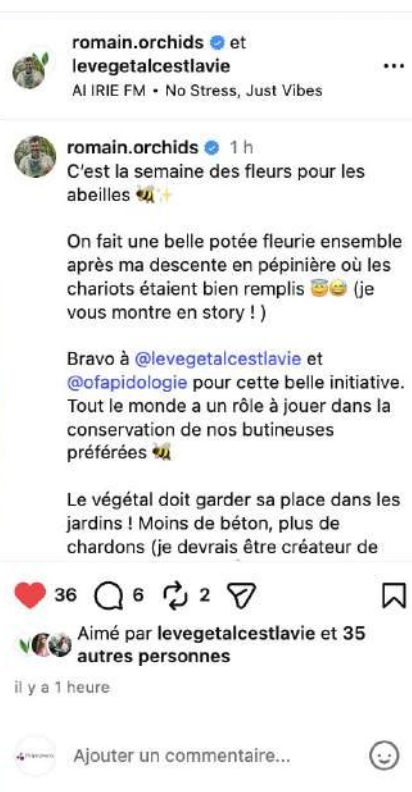 romain.orchids et
levegetalcestlavie
AI IRIE FM • No Stress, Just Vibes
romain.orchids 1 h
C'est la semaine des fleurs pour les
abeilles 🐝✨
On fait une belle potée fleurie ensemble
après ma descente en pépinière où les
chariots étaient bien remplis 😇😅 (je
vous montre en story ! )
Bravo à @levegetalcestlavie et
@ofapidologie pour cette belle initiative.
Tout le monde a un rôle à jouer dans la
conservation de nos butineuses
préférées 🐝
Le végétal doit garder sa place dans les
jardins ! Moins de béton, plus de
chardons (je devrais être créateur de
36 6 2
Aimé par levegetalcestlavie et 35
autres personnes
il y a 1 heure
Ajouter un commentaire...